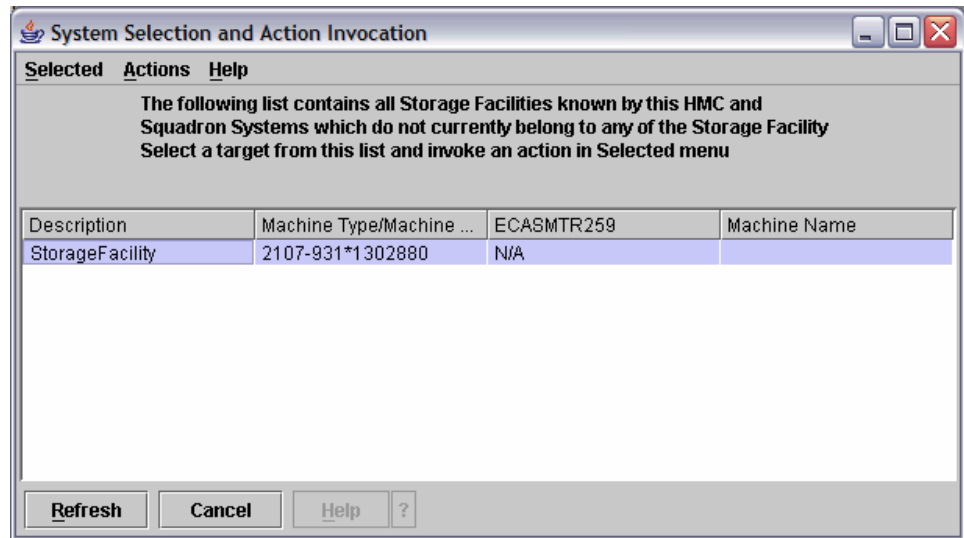 System Selection and Action Invocation
Selected Actions Help
The following list contains all Storage Facilities known by this HMC and
Squadron Systems which do not currently belong to any of the Storage Facility
Select a target from this list and invoke an action in Selected menu
Description Machine Type/Machine ... ECASMTR259 Machine Name
StorageFacility 2107-931*1302880 N/A
Refresh Cancel Help ?